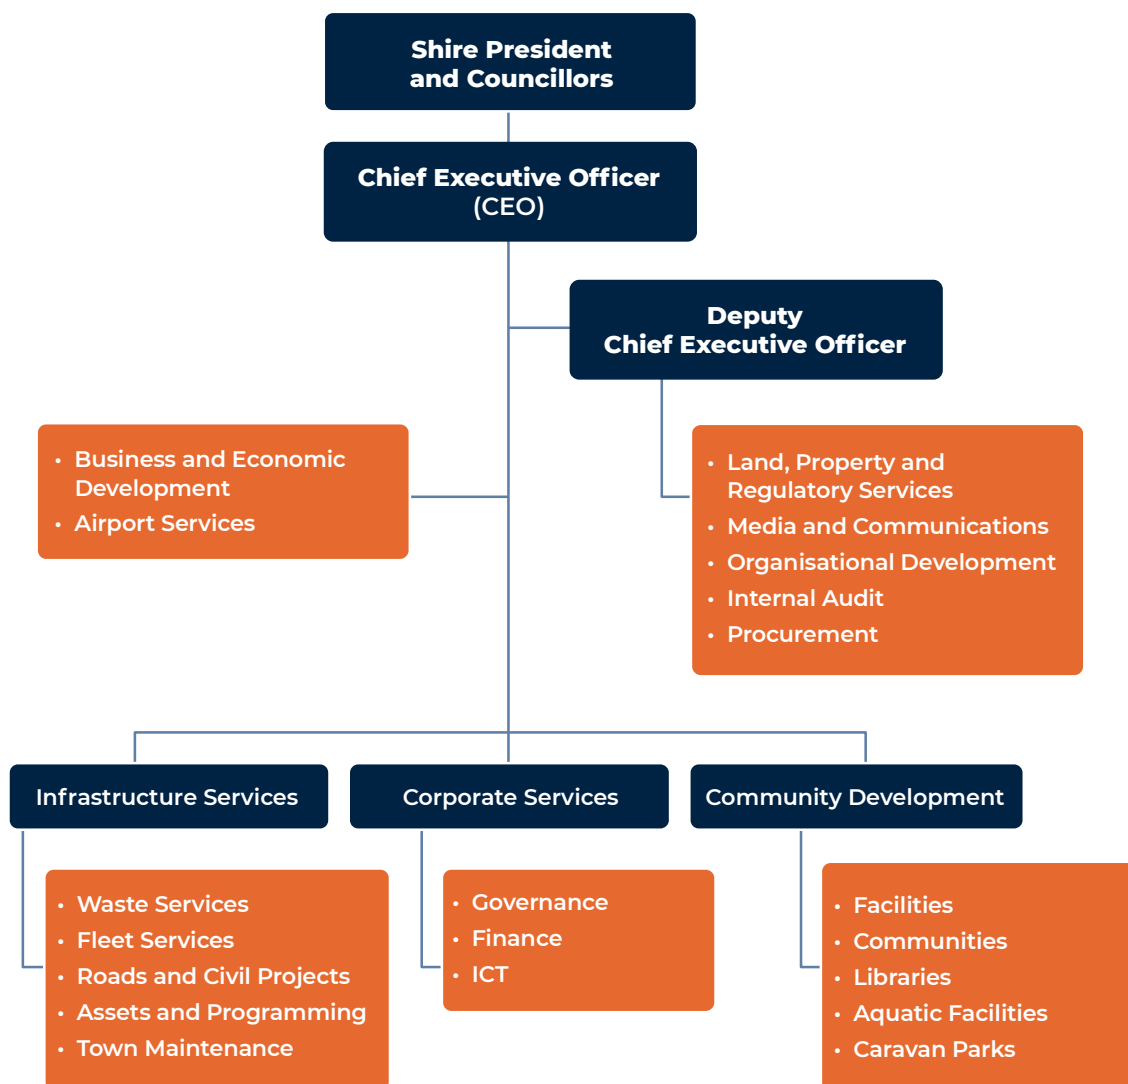 Shire President
and Councillors
Chief Executive Officer
(CEO)
Deputy
Chief Executive Officer
• Business and Economic
Development
• Airport Services
• Land, Property and
Regulatory Services
• Media and Communications
• Organisational Development
• Internal Audit
• Procurement
Infrastructure Services
Corporate Services
Community Development
• Waste Services
• Fleet Services
• Roads and Civil Projects
• Assets and Programming
• Town Maintenance
• Governance
• Finance
• ICT
• Facilities
• Communities
• Libraries
• Aquatic Facilities
• Caravan Parks